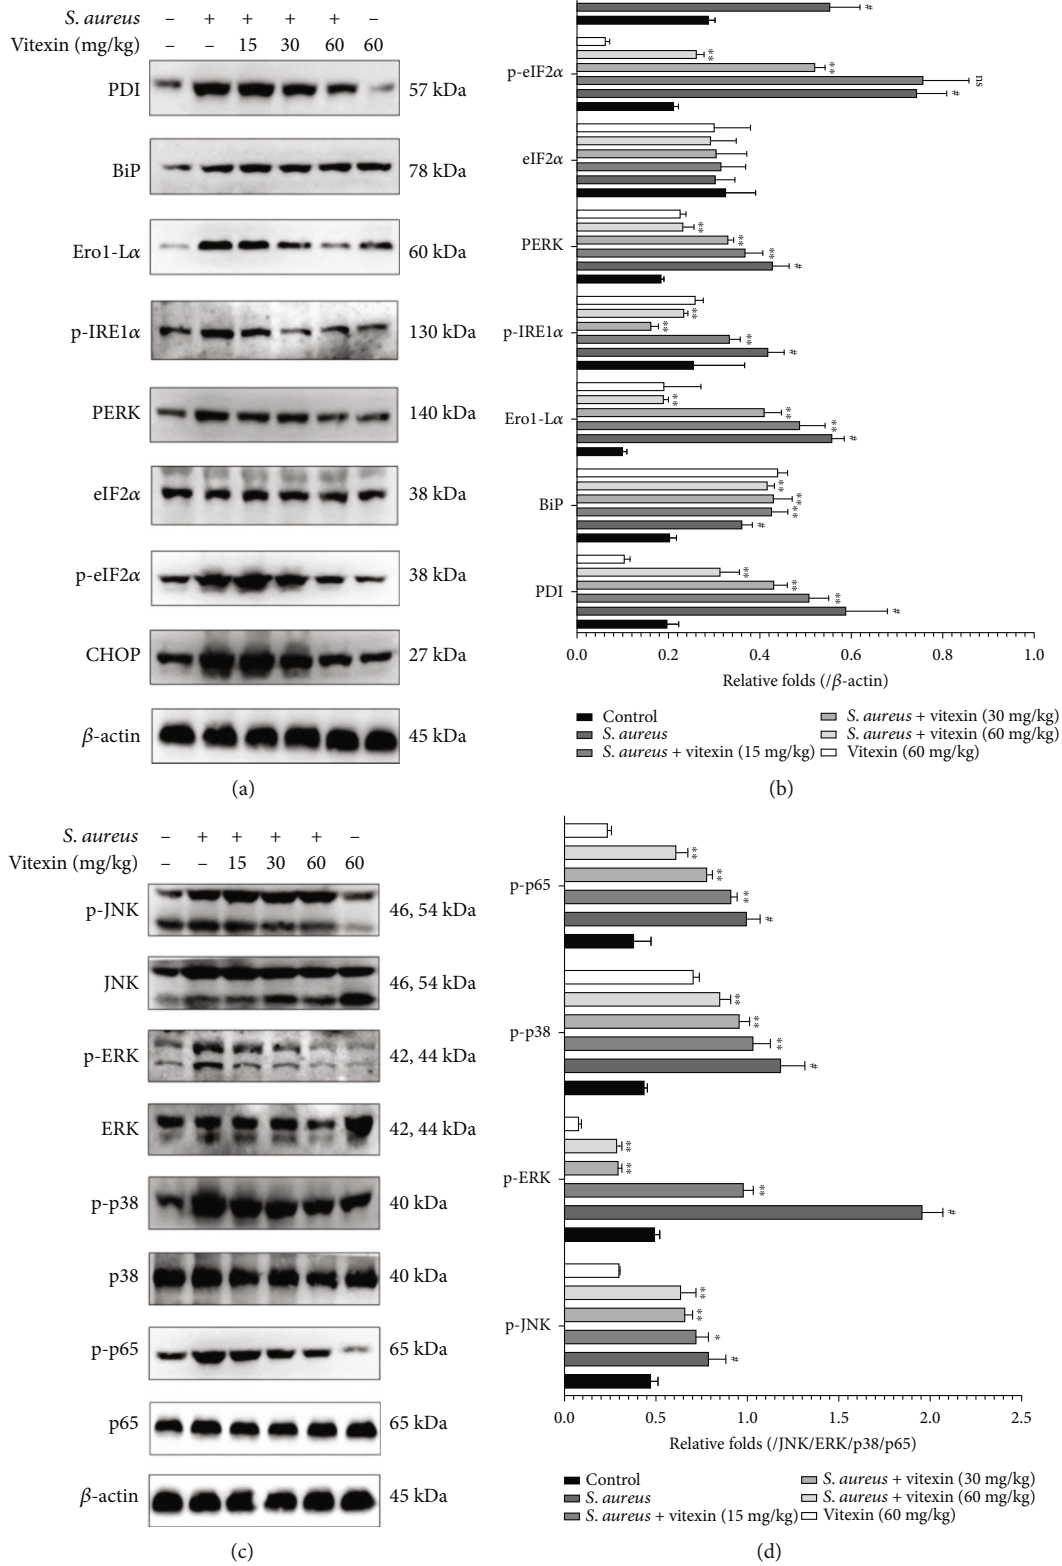 S. aureus – + + + + –
Vitexin (mg/kg) – – 15 30 60 60
PDI 57 kDa
BiP 78 kDa
Ero1-Lα 60 kDa
p-IRE1α 130 kDa
PERK 140 kDa
eIF2α 38 kDa
p-eIF2α 38 kDa
CHOP 27 kDa
β-actin 45 kDa
(a)
#
p-eIF2α ** ** ns #
eIF2α
PERK ** ** ** #
p-IRE1α ** ** ** #
Ero1-Lα ** ** ** #
BiP ** ** ** #
PDI ** ** ** #
0.0 0.2 0.4 0.6 0.8 1.0
Relative folds (/β-actin)
Control
S. aureus
S. aureus + vitexin (15 mg/kg)
S. aureus + vitexin (30 mg/kg)
S. aureus + vitexin (60 mg/kg)
Vitexin (60 mg/kg)
(b)
S. aureus – + + + + –
Vitexin (mg/kg) – – 15 30 60 60
p-JNK 46, 54 kDa
JNK 46, 54 kDa
p-ERK 42, 44 kDa
ERK 42, 44 kDa
p-p38 40 kDa
p38 40 kDa
p-p65 65 kDa
p65 65 kDa
β-actin 45 kDa
(c)
p-p65 ** ** ** #
p-p38 ** ** ** #
p-ERK ** ** ** #
p-JNK ** ** * #
0.0 0.5 1.0 1.5 2.0 2.5
Relative folds (/JNK/ERK/p38/p65)
Control
S. aureus
S. aureus + vitexin (15 mg/kg)
S. aureus + vitexin (30 mg/kg)
S. aureus + vitexin (60 mg/kg)
Vitexin (60 mg/kg)
(d)